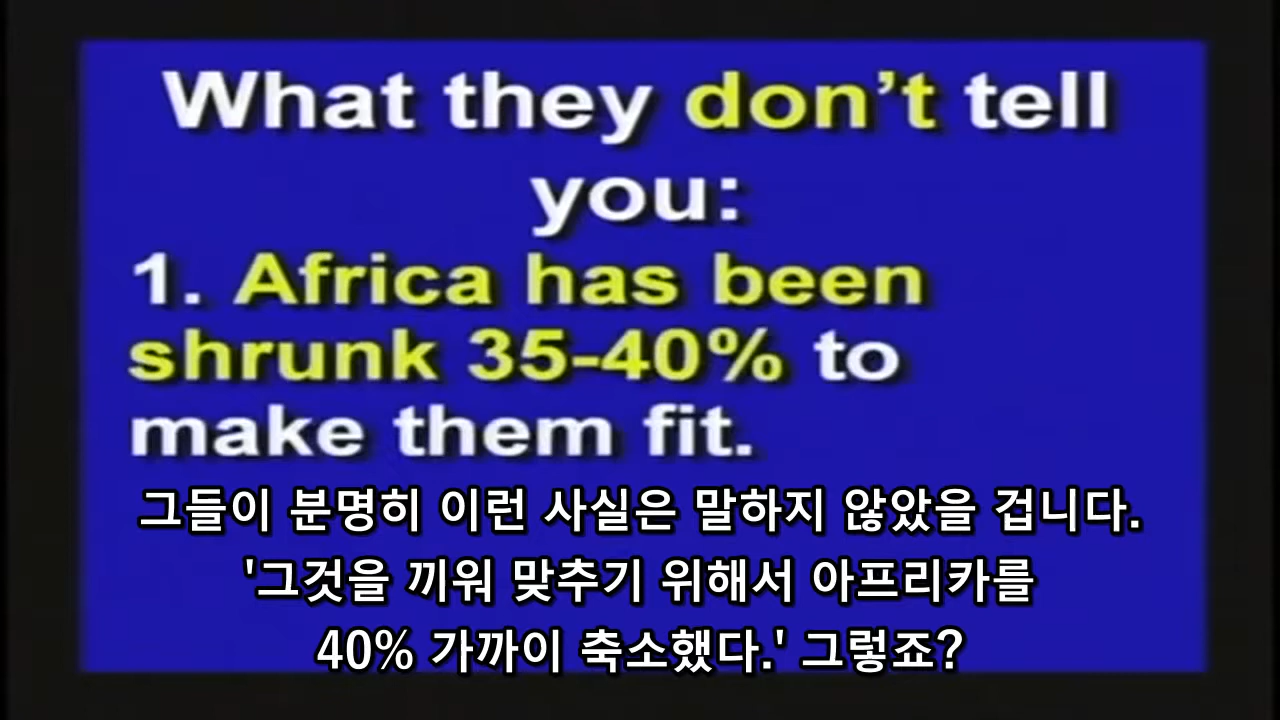 What they don't tell
you:
1. Africa has been
shrunk 35-40% to
make them fit.
그들이 분명히 이런 사실은 말하지 않았을 겁니다.
'그것을 끼워 맞추기 위해서 아프리카를
40% 가까이 축소했다.' 그렇죠?